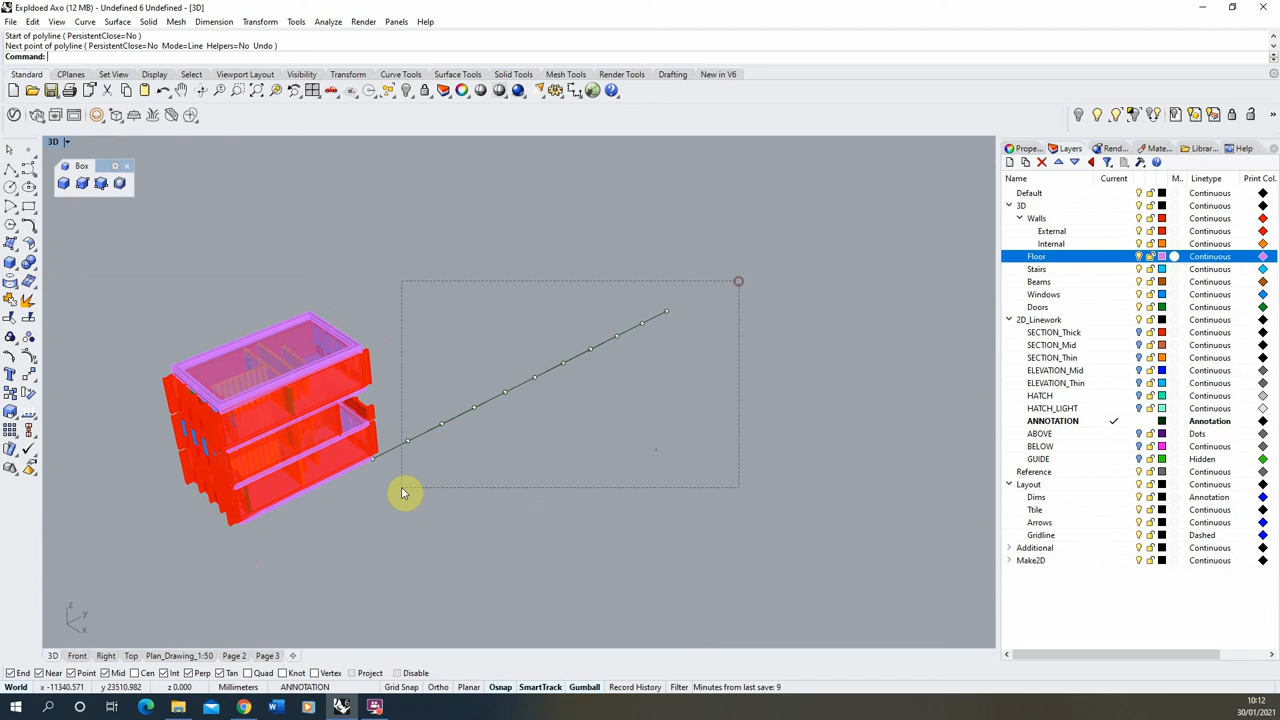 Expldoed Axo (12 MB) - Undefined 6 Undefined - [3D]
File Edit View Curve Surface Solid Mesh Dimension Transform Tools Analyze Render Panels Help
Start of polyline ( PersistentClose=No )
Next point of polyline ( PersistentClose=No Mode=Line Helpers=No Undo )
Command:
Standard CPlanes Set View Display Select Viewport Layout Visibility Transform Curve Tools Surface Tools Solid Tools Mesh Tools Render Tools Drafting New in V6
3D
Box
Prope... Layers Rend... Mate... Librar... Help
Name Current M.. Linetype Print Col.
Default Continuous
3D Continuous
Walls Continuous
External Continuous
Internal Continuous
Floor Continuous
Stairs Continuous
Beams Continuous
Windows Continuous
Doors Continuous
2D_Linework Continuous
SECTION_Thick Continuous
SECTION_Mid Continuous
SECTION_Thin Continuous
ELEVATION_Mid Continuous
ELEVATION_Thin Continuous
HATCH Continuous
HATCH_LIGHT Continuous
ANNOTATION Annotation
ABOVE Dots
BELOW Continuous
GUIDE Hidden
Reference Continuous
Layout Continuous
Dims Annotation
Ttile Continuous
Arrows Continuous
Gridline Dashed
Additional Continuous
Make2D Continuous
z y x
3D Front Right Top Plan_Drawing_1:50 Page 2 Page 3
End Near Point Mid Cen Int Perp Tan Quad Knot Vertex Project Disable
World x -11340.571 y 23510.982 z 0.000 Millimeters ANNOTATION Grid Snap Ortho Planar Osnap SmartTrack Gumball Record History Filter Minutes from last save: 9
10:12
30/01/2021